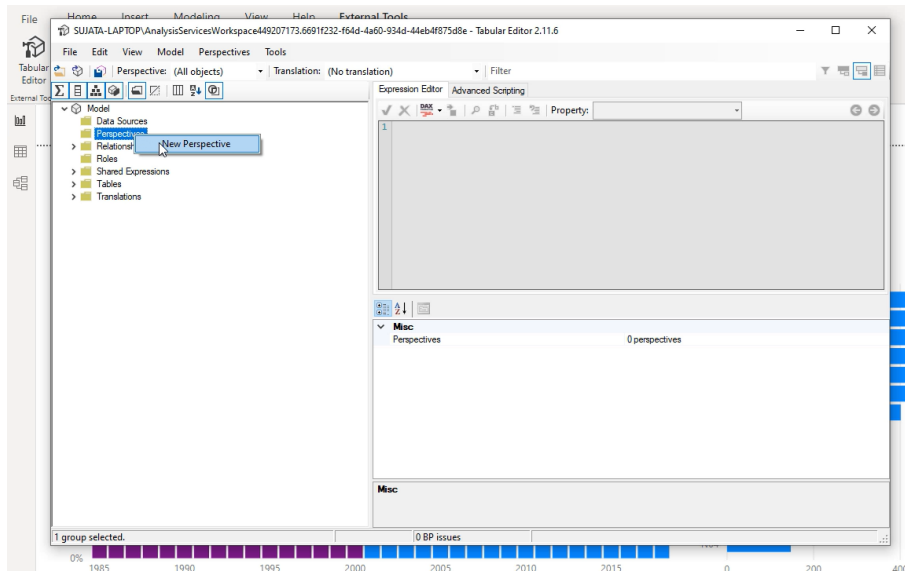 File Home Insert Modeling View Help External Tools
SUJATA-LAPTOP\AnalysisServicesWorkspace449207173.6691f232-f64d-4a60-934d-44eb4f875d8e - Tabular Editor 2.11.6
File Edit View Model Perspectives Tools
Tabular Editor
External Too
Perspective: (All objects) Translation: (No translation) Filter
Expression Editor Advanced Scripting
DAX Property:
1
Model
Data Sources
Perspectives
New Perspective
Relationsh
Roles
Shared Expressions
Tables
Translations
Misc
Perspectives 0 perspectives
Misc
1 group selected. 0 BP issues
0%
1985 1990 1995 2000 2005 2010 2015 0 200 400